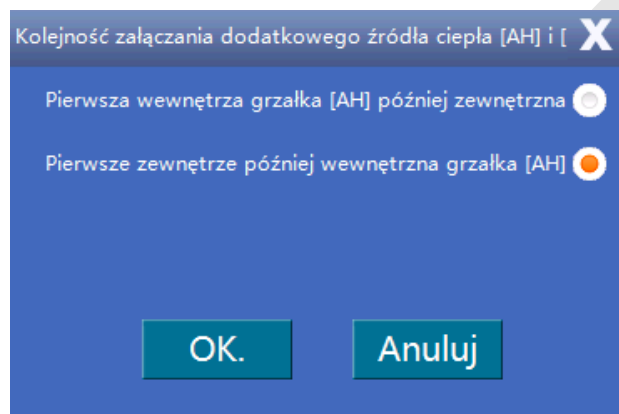 Kolejność załączania dodatkowego źródła ciepła [AH] i [
X
Pierwsza wewnętrza grzałka [AH] później zewnętrzna
Pierwsze zewnętrze później wewnętrzna grzałka [AH]
OK.
Anuluj